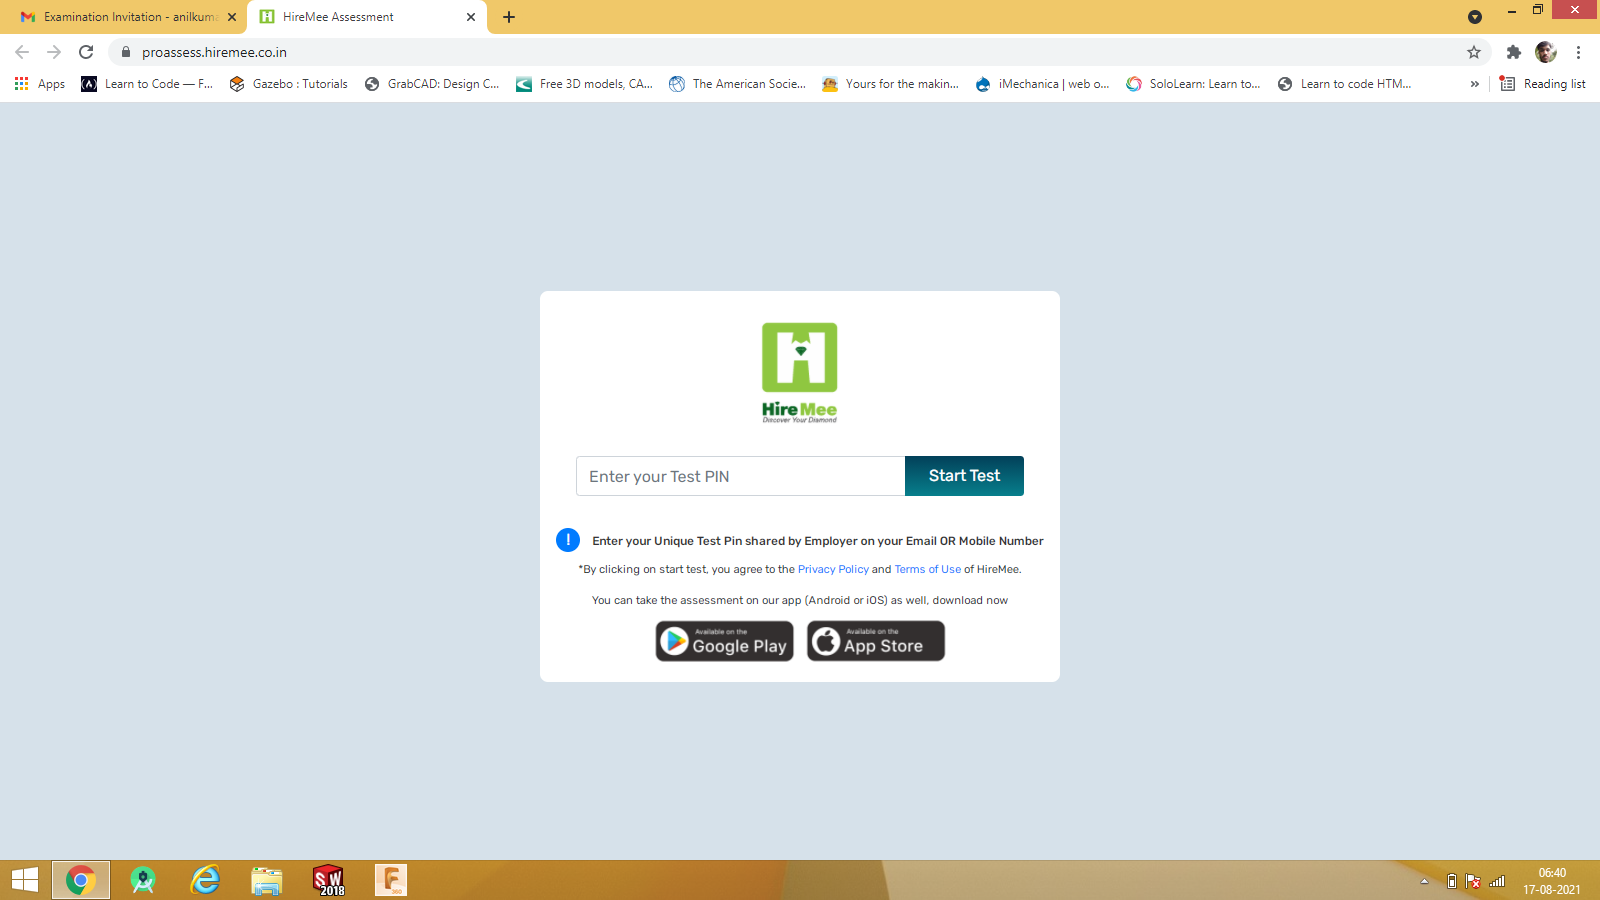 Examination Invitation - anilkuma
HireMee Assessment
proassess.hiremee.co.in
Apps
Learn to Code — F...
Gazebo : Tutorials
GrabCAD: Design C...
Free 3D models, CA...
The American Socie...
Yours for the makin...
iMechanica | web o...
SoloLearn: Learn to...
Learn to code HTM...
»
Reading list
Hire Mee
Discover Your Diamond
Enter your Test PIN
Start Test
! Enter your Unique Test Pin shared by Employer on your Email OR Mobile Number
*By clicking on start test, you agree to the Privacy Policy and Terms of Use of HireMee.
You can take the assessment on our app (Android or iOS) as well, download now
Available on the
Google Play
Available on the
App Store
SW
2018
F
360
06:40
17-08-2021